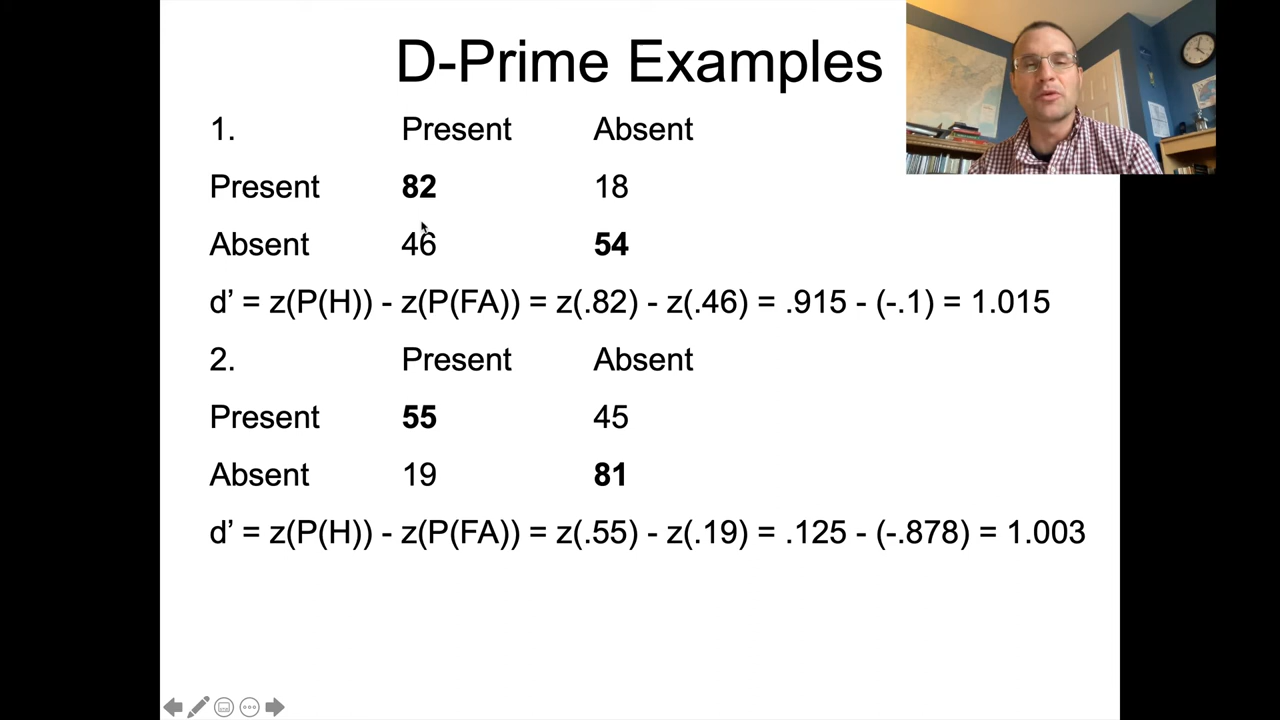 D-Prime Examples
1. Present Absent
Present 82 18
Absent 46 54
d’ = z(P(H)) - z(P(FA)) = z(.82) - z(.46) = .915 - (-.1) = 1.015
2. Present Absent
Present 55 45
Absent 19 81
d’ = z(P(H)) - z(P(FA)) = z(.55) - z(.19) = .125 - (-.878) = 1.003